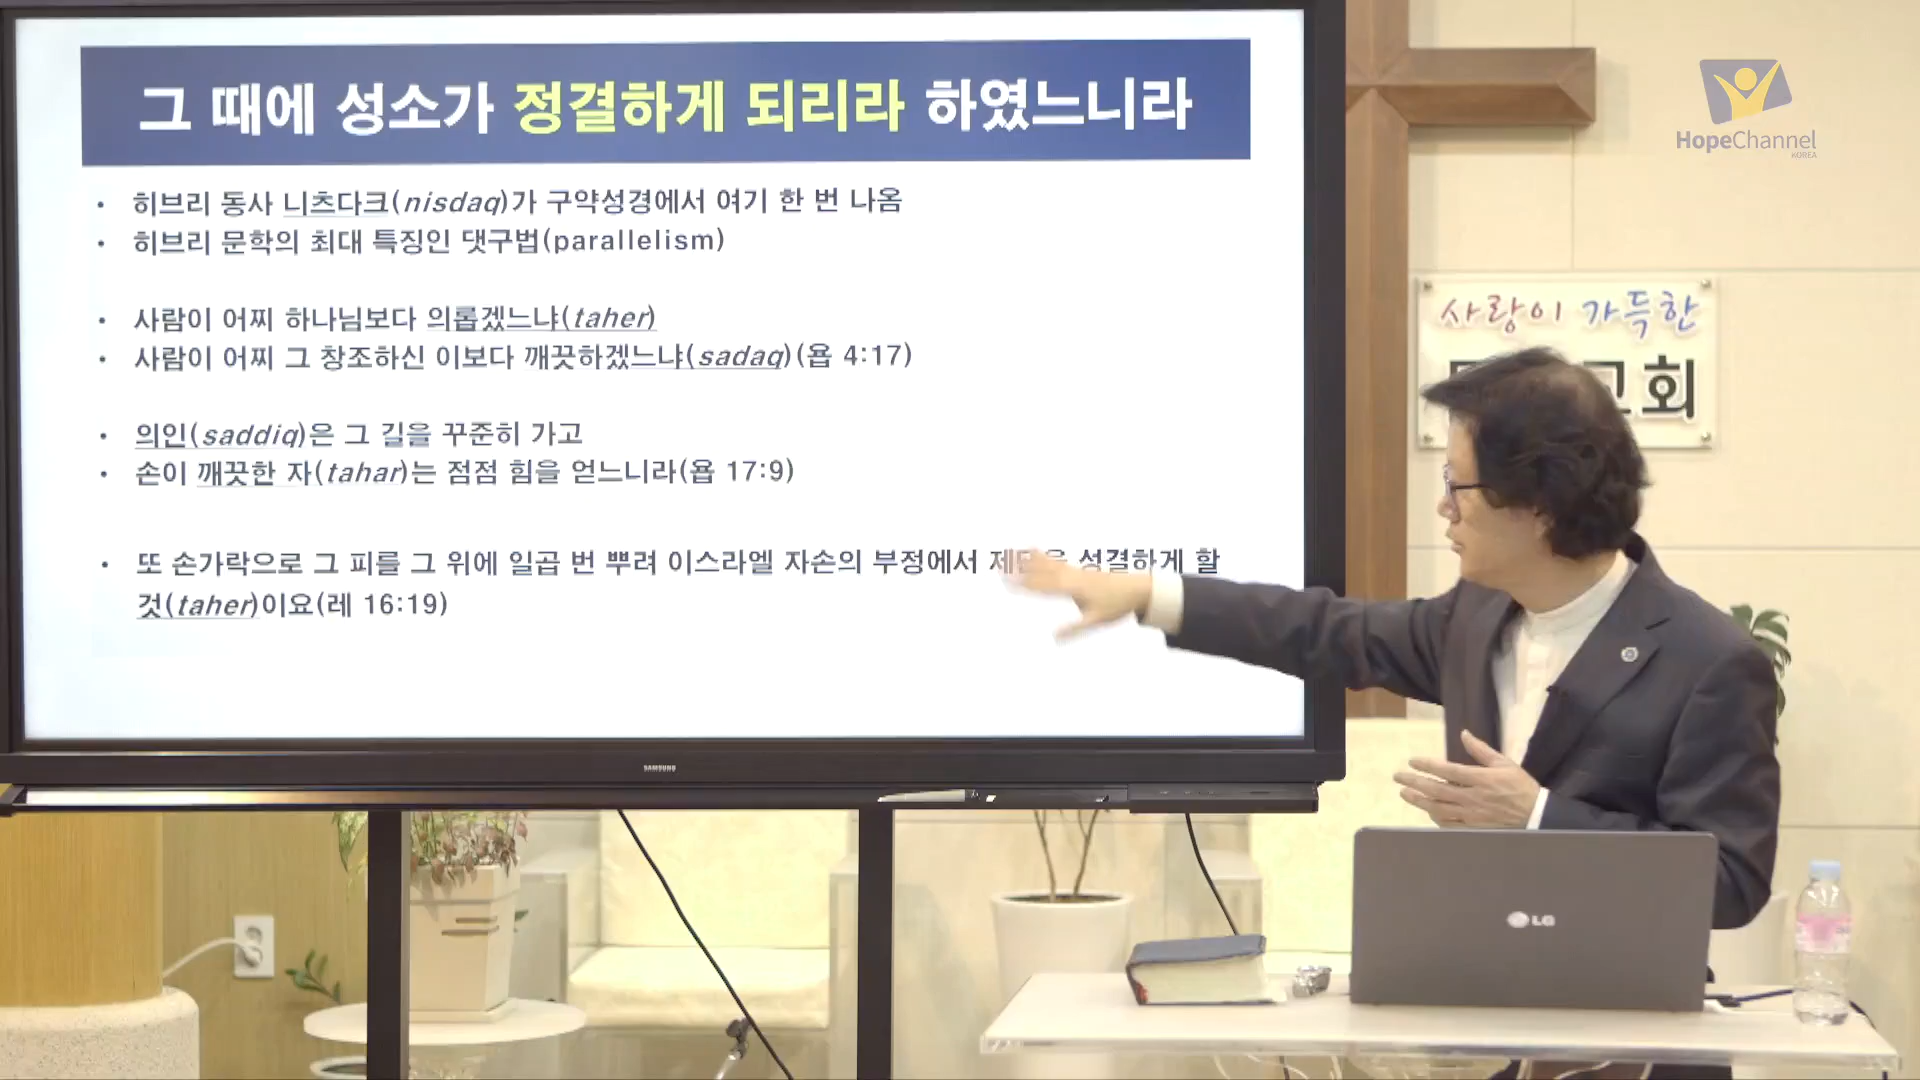 그 때에 성소가 정결하게 되리라 하였느니라
• 히브리 동사 니츠다크(nisdaq)가 구약성경에서 여기 한 번 나옴
• 히브리 문학의 최대 특징인 댓구법(parallelism)
• 사람이 어찌 하나님보다 의롭겠느냐(taher)
• 사람이 어찌 그 창조하신 이보다 깨끗하겠느냐(sadaq)(욥 4:17)
• 의인(saddiq)은 그 길을 꾸준히 가고
• 손이 깨끗한 자(tahar)는 점점 힘을 얻느니라(욥 17:9)
• 또 손가락으로 그 피를 그 위에 일곱 번 뿌려 이스라엘 자손의 부정에서 성결하게 할
것(taher)이요(레 16:19)
SAMSUNG
HopeChannel
KOREA
사랑이 가득한
LG